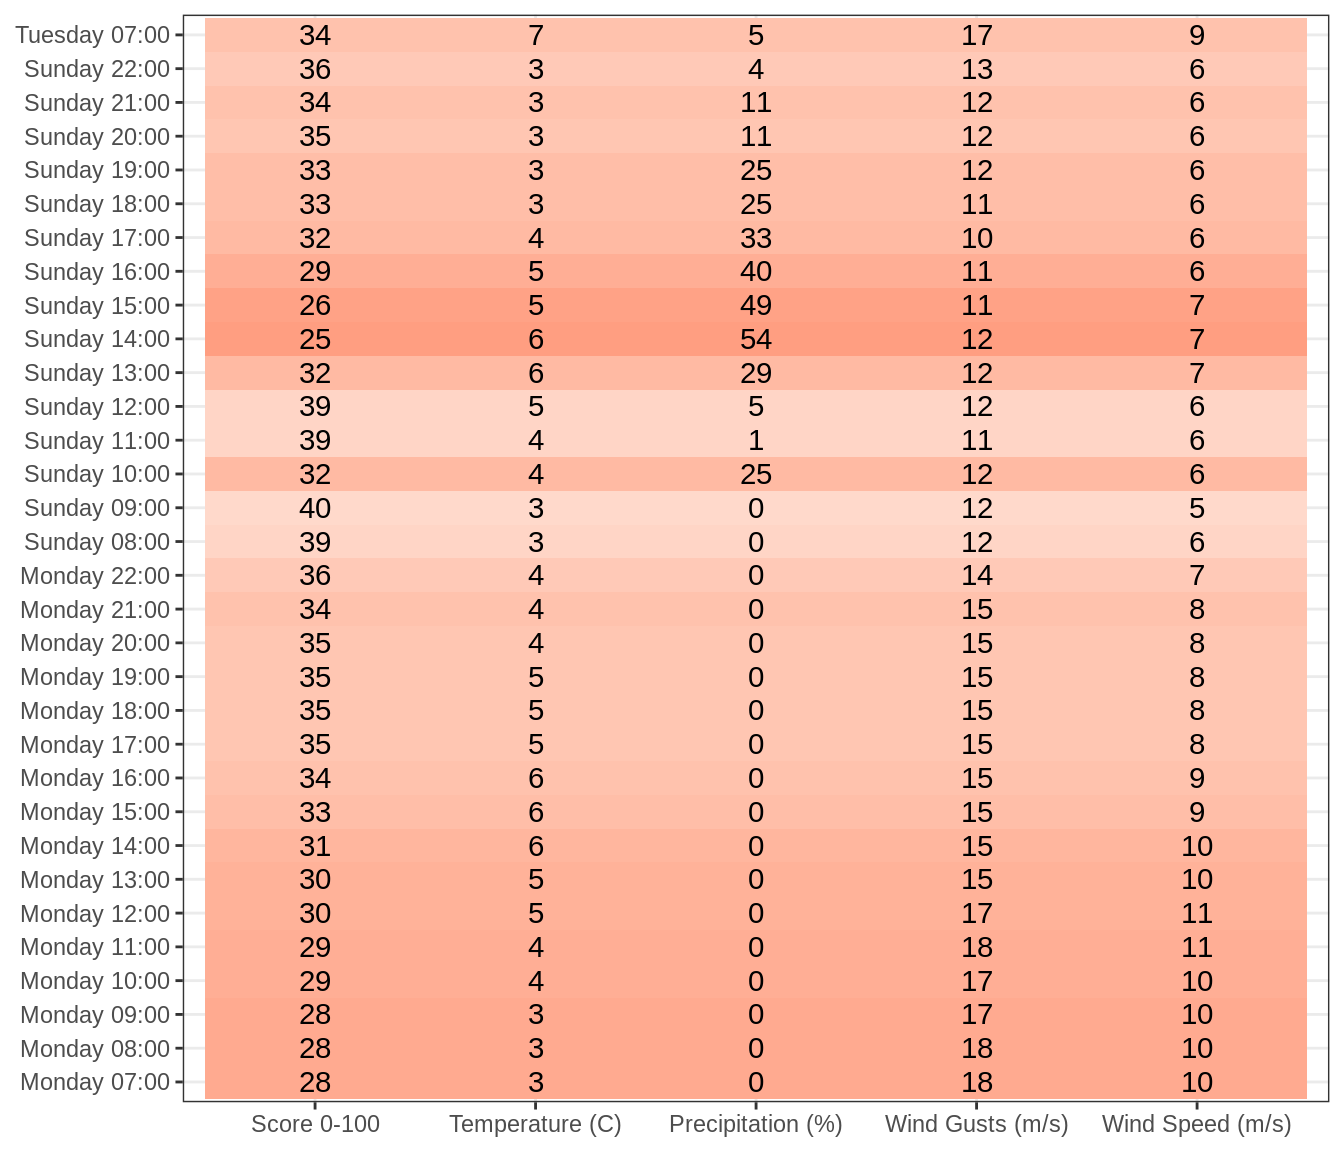 Tuesday 07:00 34 7 5 17 9
Sunday 22:00 36 3 4 13 6
Sunday 21:00 34 3 11 12 6
Sunday 20:00 35 3 11 12 6
Sunday 19:00 33 3 25 12 6
Sunday 18:00 33 3 25 11 6
Sunday 17:00 32 4 33 10 6
Sunday 16:00 29 5 40 11 6
Sunday 15:00 26 5 49 11 7
Sunday 14:00 25 6 54 12 7
Sunday 13:00 32 6 29 12 7
Sunday 12:00 39 5 5 12 6
Sunday 11:00 39 4 1 11 6
Sunday 10:00 32 4 25 12 6
Sunday 09:00 40 3 0 12 5
Sunday 08:00 39 3 0 12 6
Monday 22:00 36 4 0 14 7
Monday 21:00 34 4 0 15 8
Monday 20:00 35 4 0 15 8
Monday 19:00 35 5 0 15 8
Monday 18:00 35 5 0 15 8
Monday 17:00 35 5 0 15 8
Monday 16:00 34 6 0 15 9
Monday 15:00 33 6 0 15 9
Monday 14:00 31 6 0 15 10
Monday 13:00 30 5 0 15 10
Monday 12:00 30 5 0 17 11
Monday 11:00 29 4 0 18 11
Monday 10:00 29 4 0 17 10
Monday 09:00 28 3 0 17 10
Monday 08:00 28 3 0 18 10
Monday 07:00 28 3 0 18 10
Score 0-100 Temperature (C) Precipitation (%) Wind Gusts (m/s) Wind Speed (m/s)